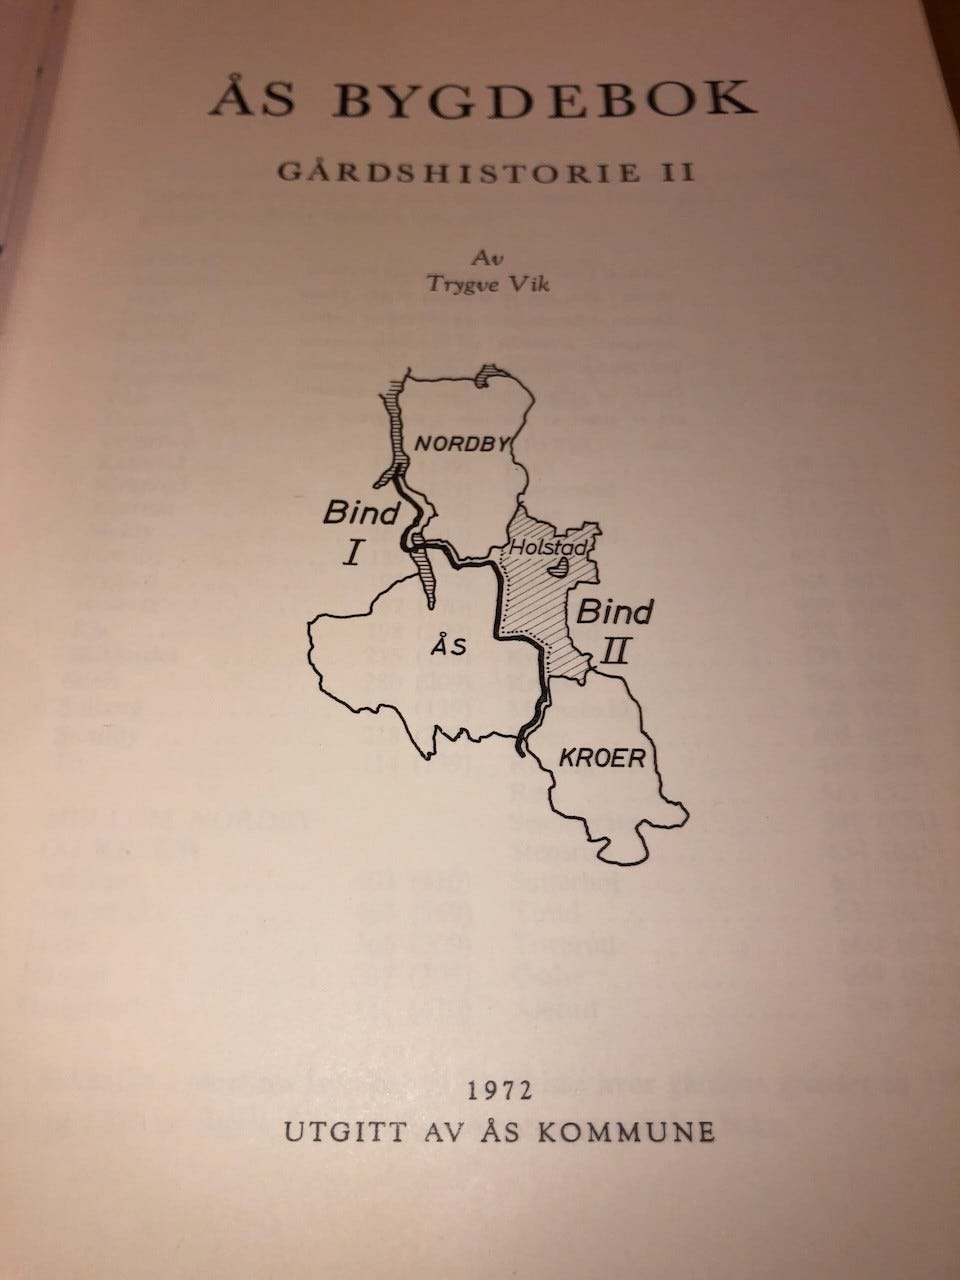 ÅS BYGDEBOK
GÅRDSHISTORIE II
Av
Trygve Vik
NORDBY
Bind
I
Holstad
Bind
II
ÅS
KROER
1972
UTGITT AV ÅS KOMMUNE